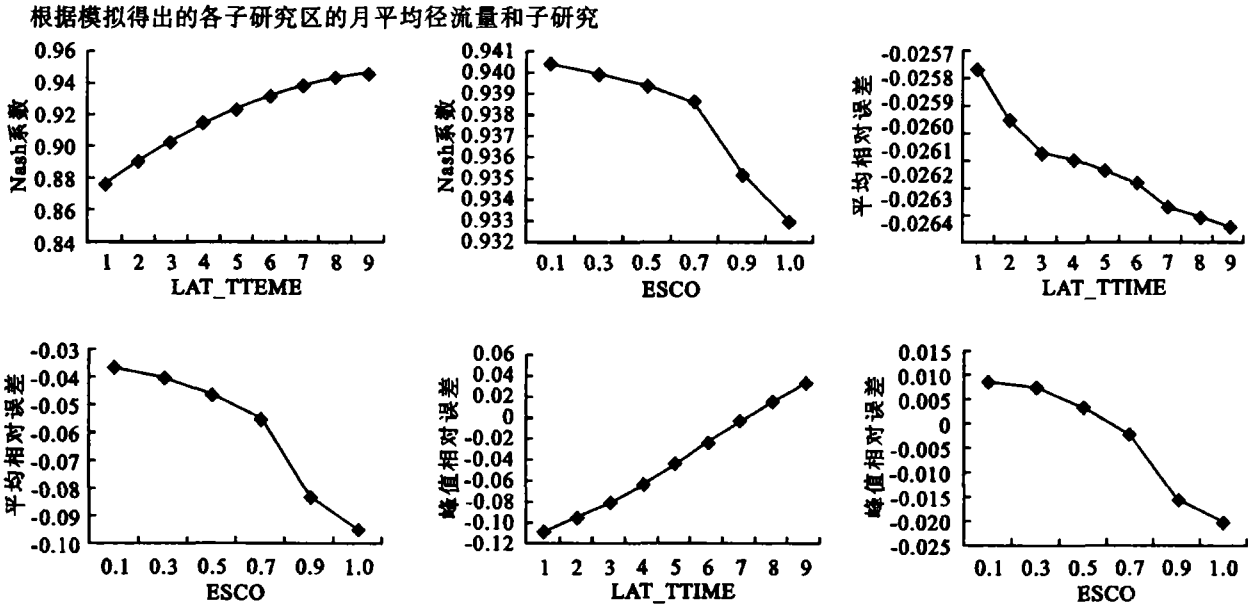 根据模拟得出的各子研究区的月平均径流量和子研究
0.96
0.94
0.92
0.90
0.88
0.86
0.84
Nash系数
1 2 3 4 5 6 7 8 9
LAT_TTEME
0.941
0.940
0.939
0.938
0.937
0.936
0.935
0.934
0.933
0.932
Nash系数
0.1 0.3 0.5 0.7 0.9 1.0
ESCO
-0.0257
-0.0258
-0.0259
-0.0260
-0.0261
-0.0262
-0.0263
-0.0264
平均相对误差
1 2 3 4 5 6 7 8 9
LAT_TTIME
-0.03
-0.04
-0.05
-0.06
-0.07
-0.08
-0.09
-0.10
平均相对误差
0.1 0.3 0.5 0.7 0.9 1.0
ESCO
0.06
0.04
0.02
0
-0.02
-0.04
-0.06
-0.08
-0.10
-0.12
峰值相对误差
1 2 3 4 5 6 7 8 9
LAT_TTIME
0.015
0.010
0.005
0
-0.005
-0.010
-0.015
-0.020
-0.025
峰值相对误差
0.1 0.3 0.5 0.7 0.9 1.0
ESCO